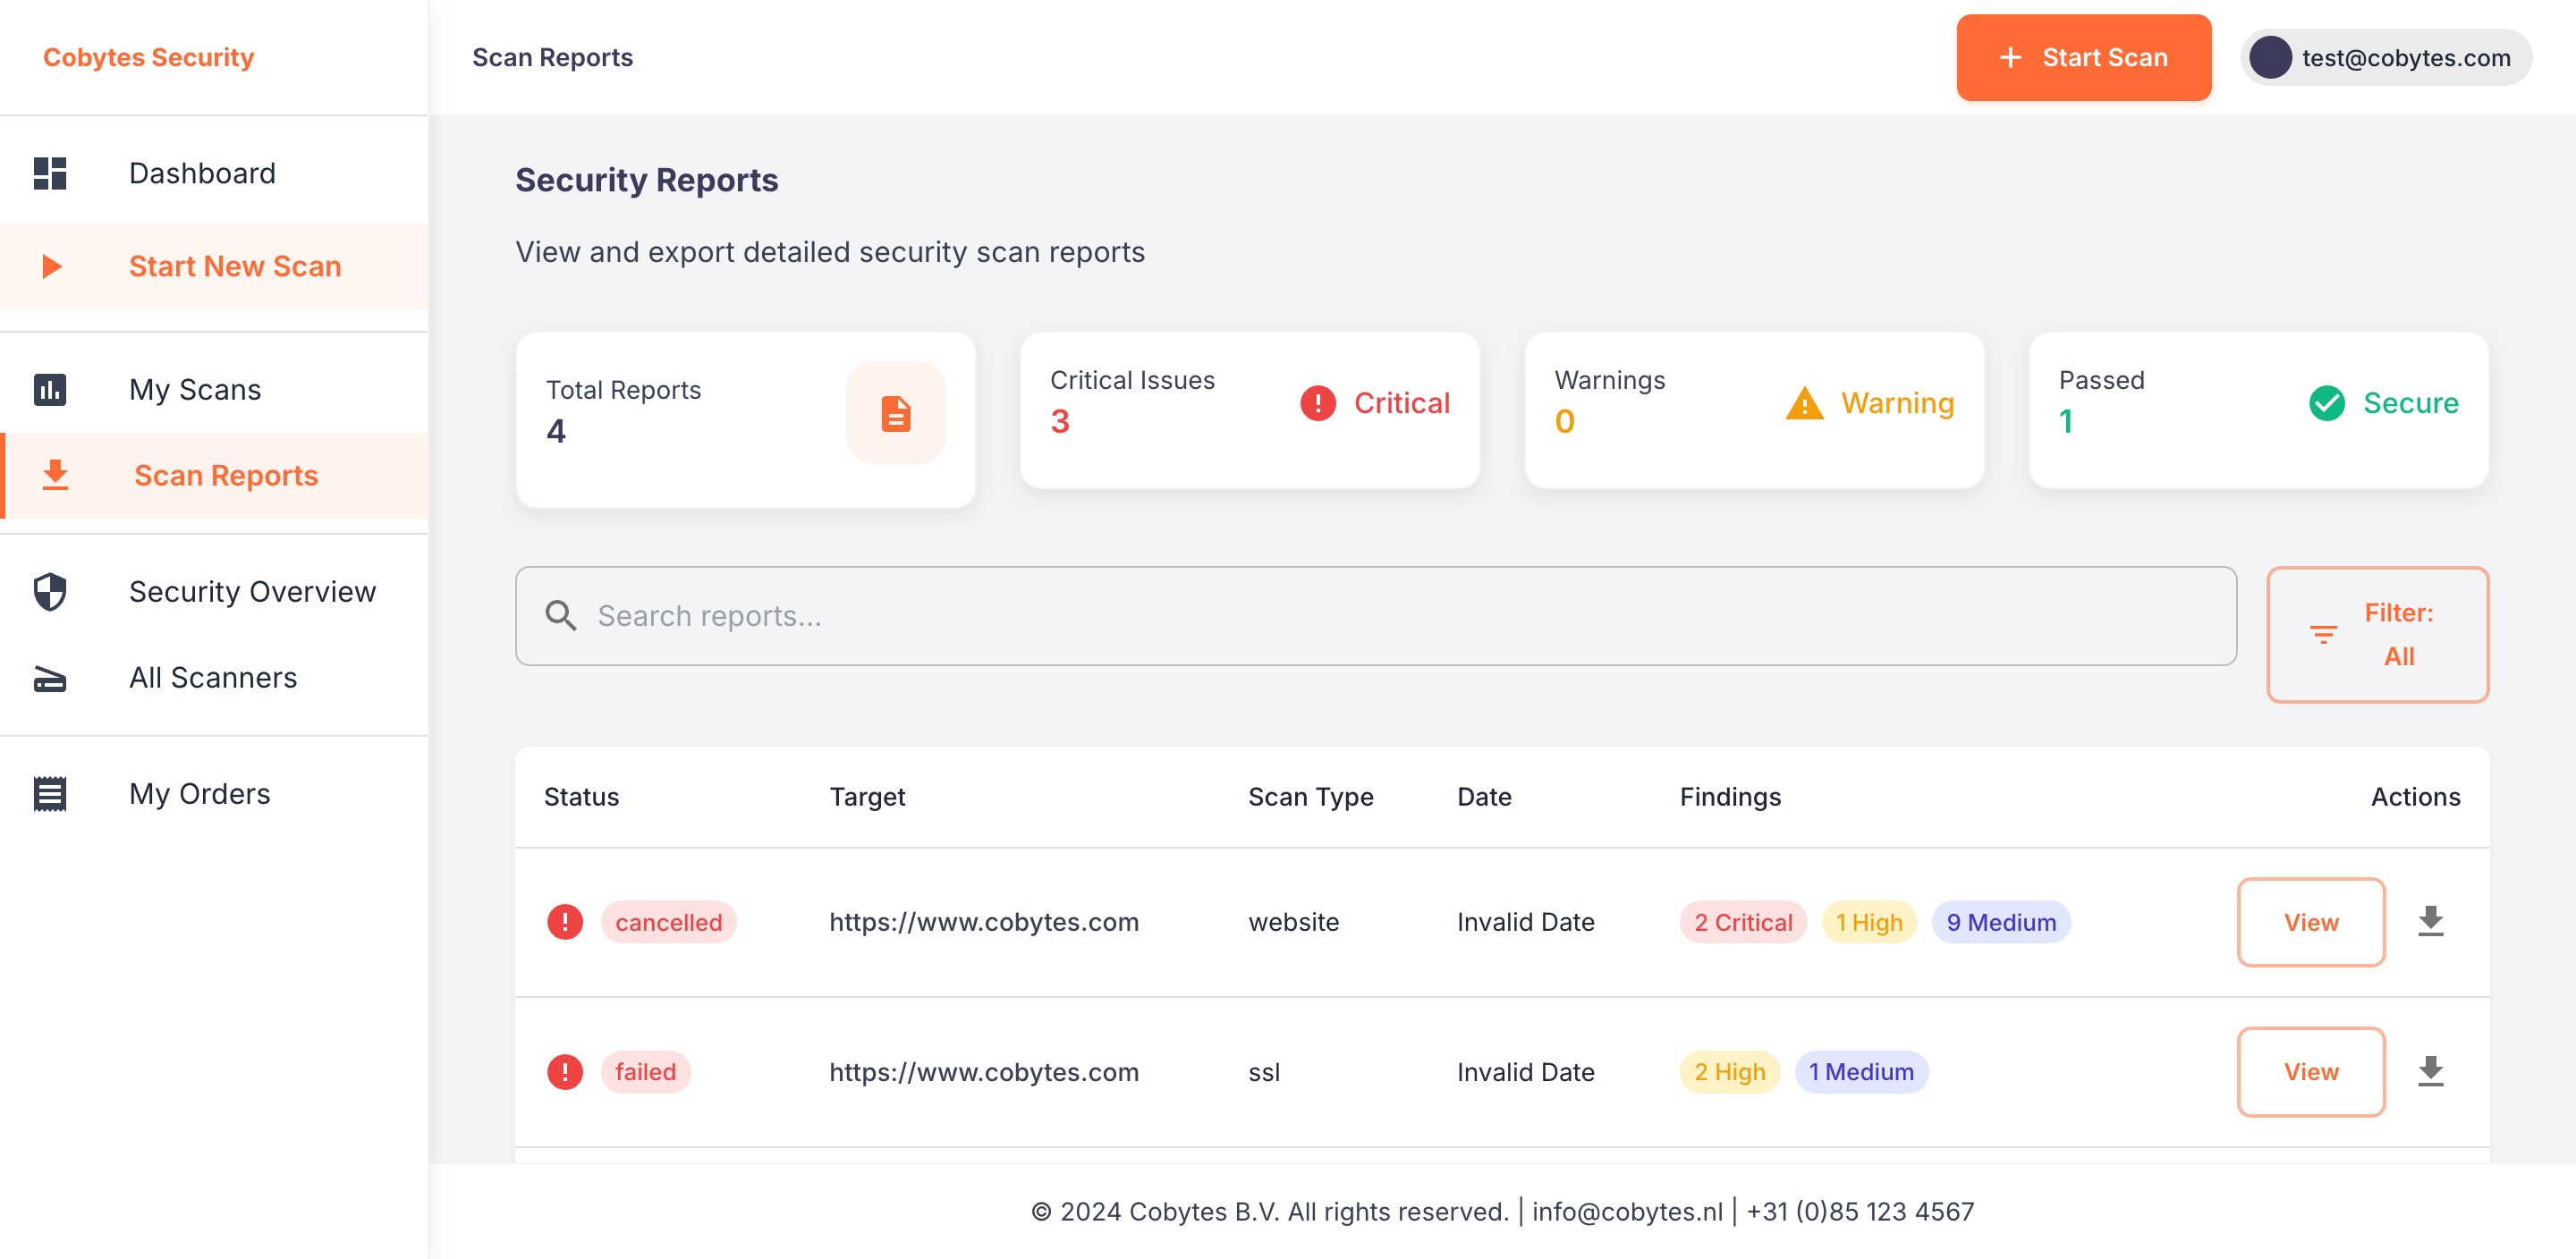 Cobytes Security
Scan Reports
Start Scan
test@cobytes.com
Dashboard
Start New Scan
My Scans
Scan Reports
Security Overview
All Scanners
My Orders
Security Reports
View and export detailed security scan reports
Total Reports
4
Critical Issues
3
Critical
Warnings
0
Warning
Passed
1
Secure
Search reports...
Filter:
All
Status Target Scan Type Date Findings Actions
cancelled https://www.cobytes.com website Invalid Date 2 Critical 1 High 9 Medium View
failed https://www.cobytes.com ssl Invalid Date 2 High 1 Medium View
© 2024 Cobytes B.V. All rights reserved. | info@cobytes.nl | +31 (0)85 123 4567